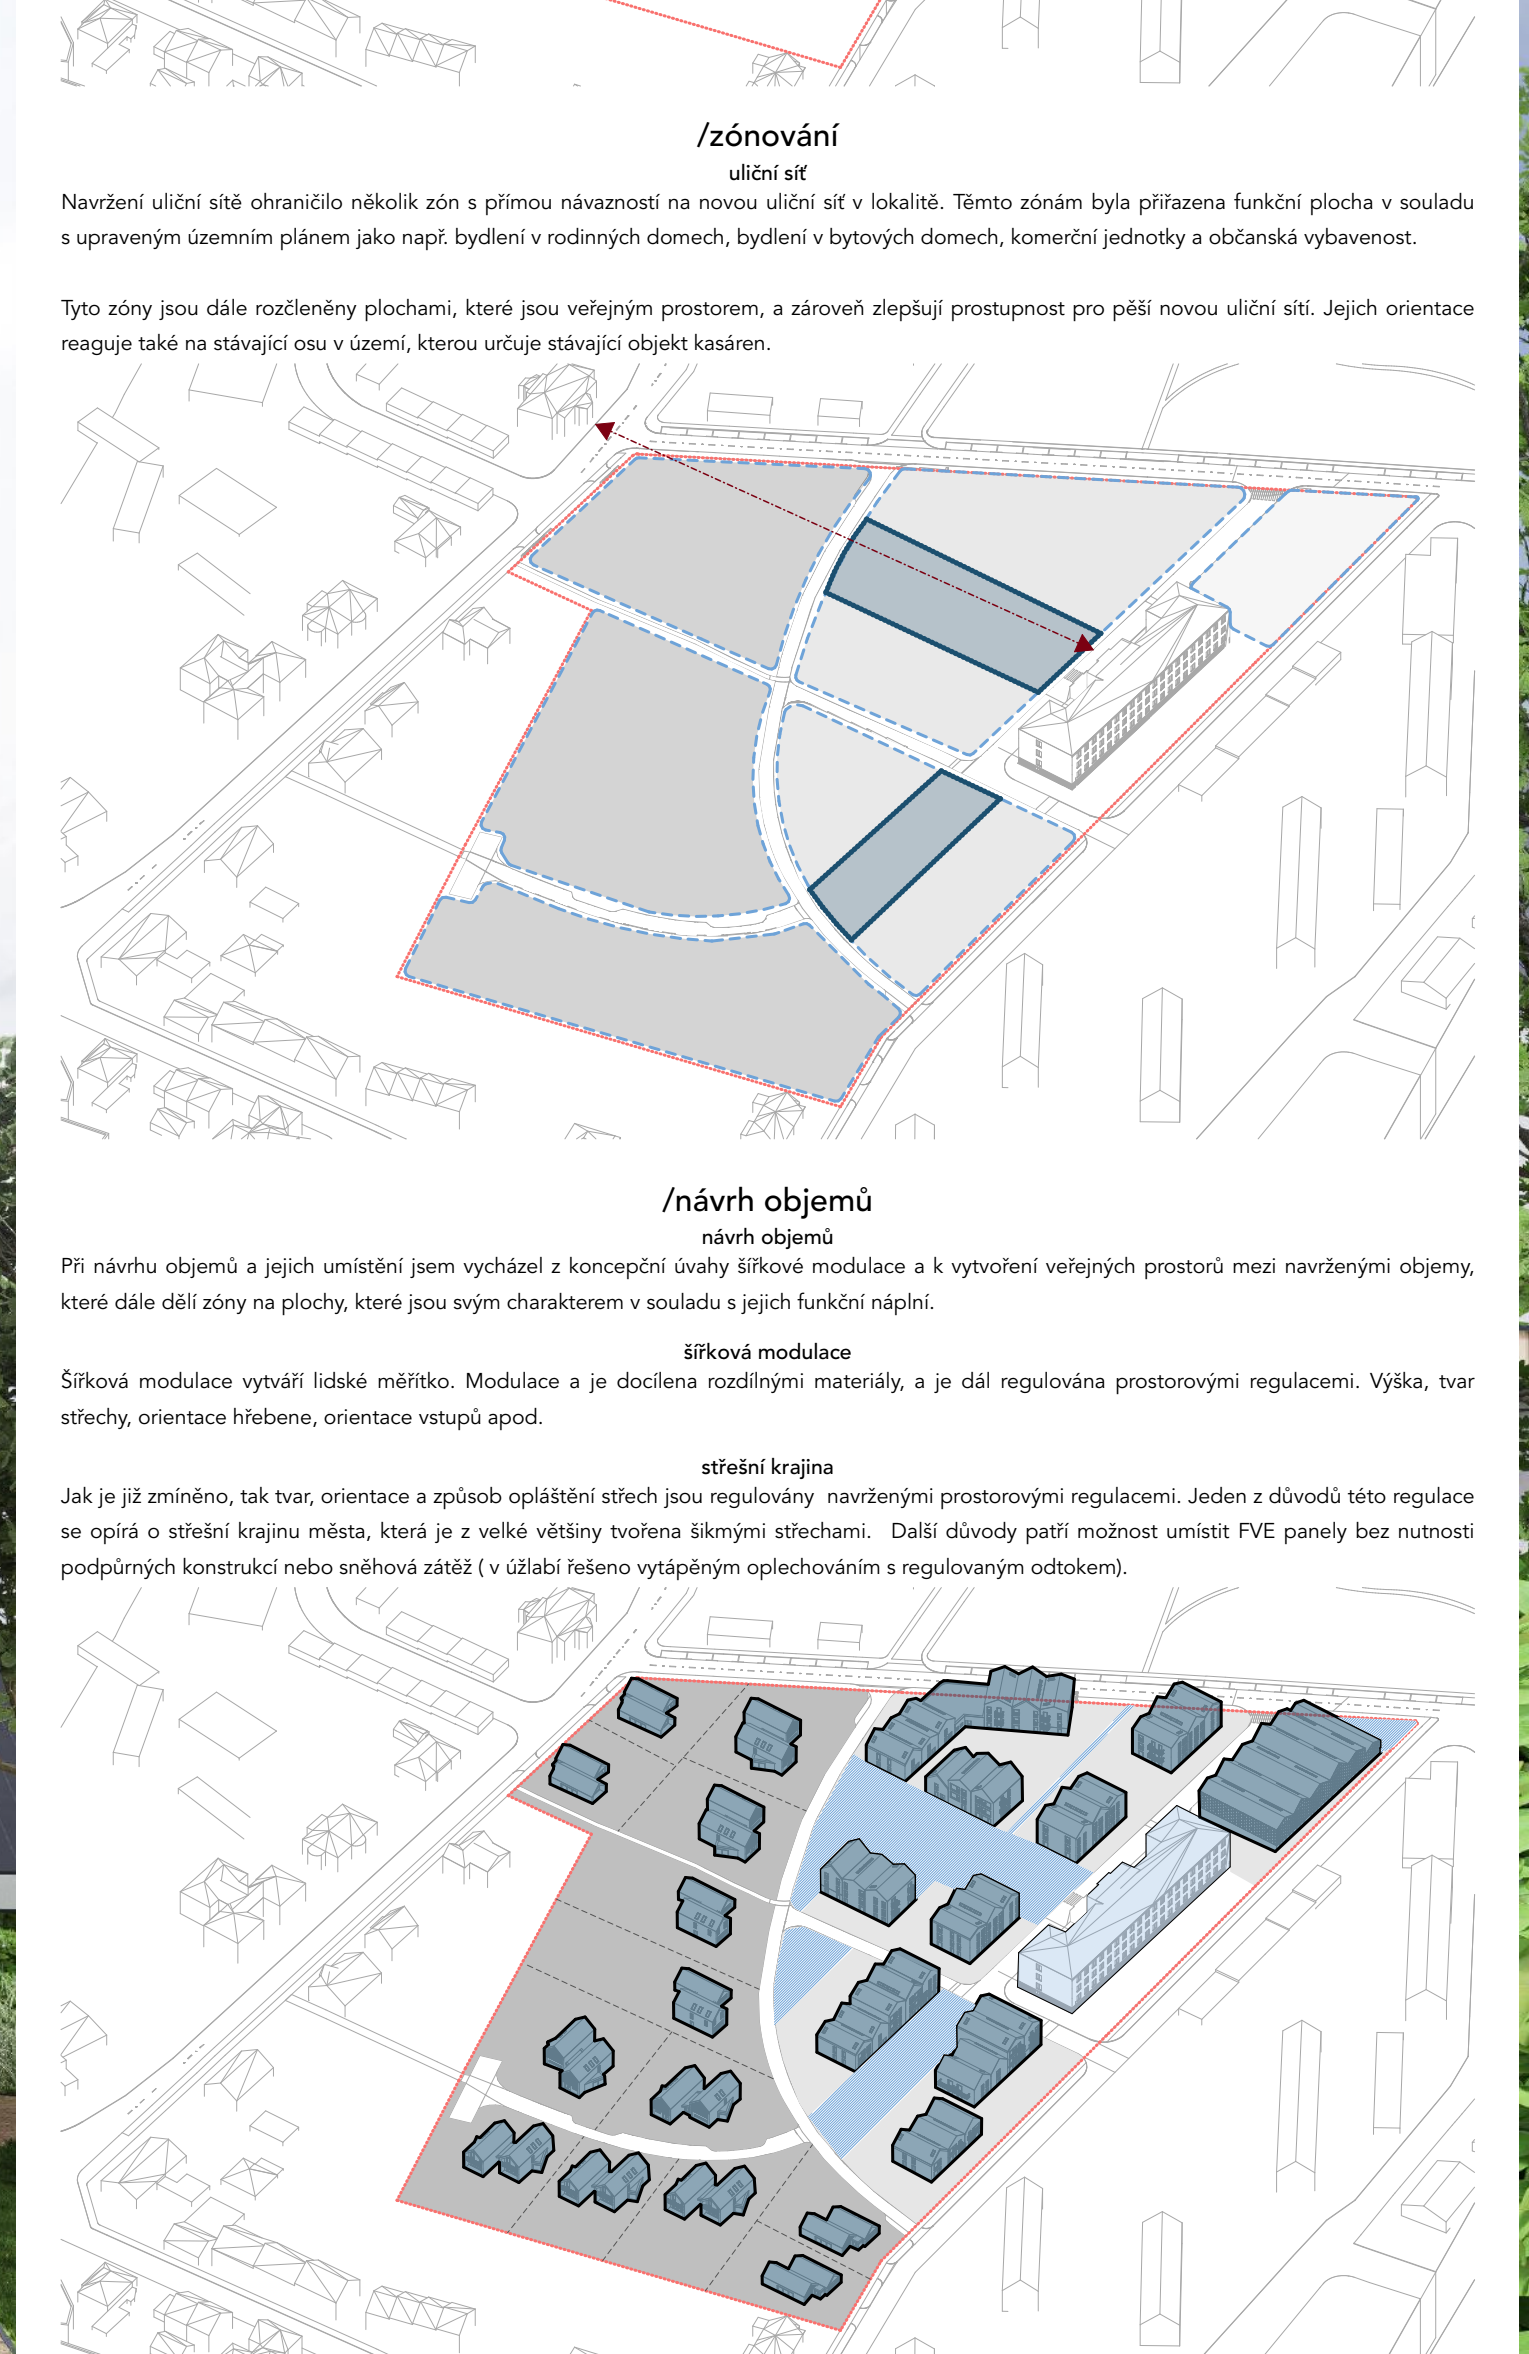 /zónování
uliční síť
Navržení uliční sítě ohraničilo několik zón s přímou návazností na novou uliční síť v lokalitě. Těmto zónám byla přiřazena funkční plocha v souladu
s upraveným územním plánem jako např. bydlení v rodinných domech, bydlení v bytových domech, komerční jednotky a občanská vybavenost.
Tyto zóny jsou dále rozčleněny plochami, které jsou veřejným prostorem, a zároveň zlepšují prostupnost pro pěší novou uliční sítí. Jejich orientace
reaguje také na stávající osu v území, kterou určuje stávající objekt kasáren.
/návrh objemů
návrh objemů
Při návrhu objemů a jejich umístění jsem vycházel z koncepční úvahy šířkové modulace a k vytvoření veřejných prostorů mezi navrženými objemy,
které dále dělí zóny na plochy, které jsou svým charakterem v souladu s jejich funkční náplní.
šířková modulace
Šířková modulace vytváří lidské měřítko. Modulace a je docílena rozdílnými materiály, a je dál regulována prostorovými regulacemi. Výška, tvar
střechy, orientace hřebene, orientace vstupů apod.
střešní krajina
Jak je již zmíněno, tak tvar, orientace a způsob opláštění střech jsou regulovány  navrženými prostorovými regulacemi. Jeden z důvodů této regulace
se opírá o střešní krajinu města, která je z velké většiny tvořena šikmými střechami.  Další důvody patří možnost umístit FVE panely bez nutnosti
podpůrných konstrukcí nebo sněhová zátěž ( v úžlabí řešeno vytápěným oplechováním s regulovaným odtokem).